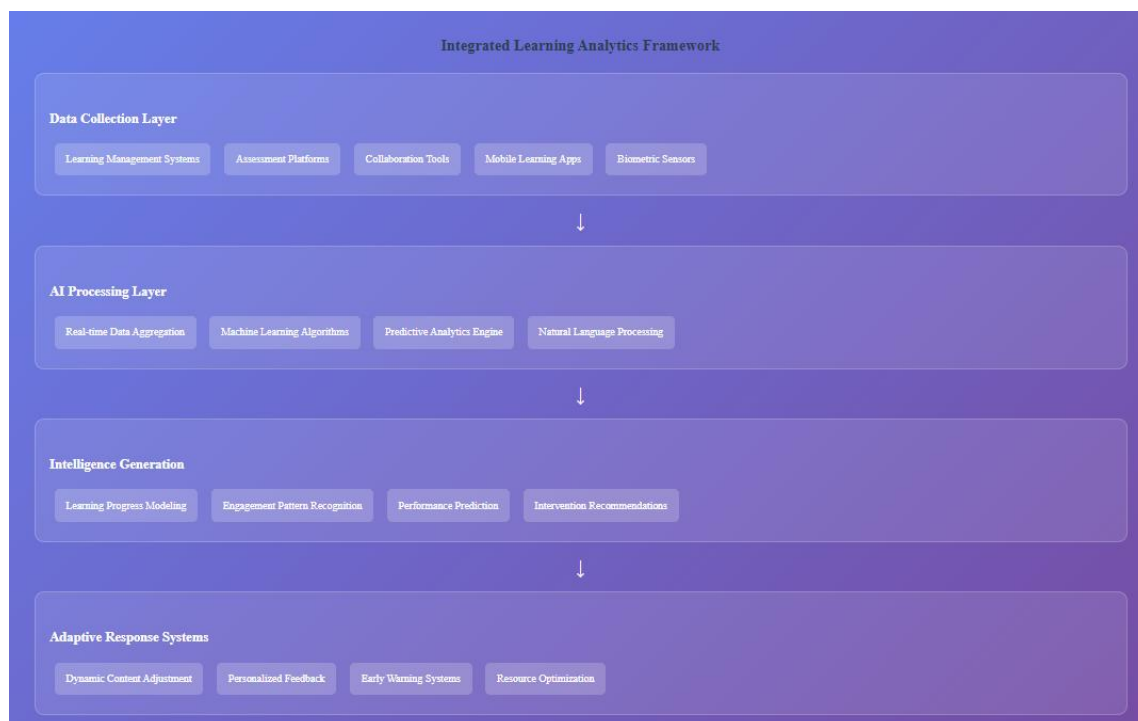 Integrated Learning Analytics Framework
Data Collection Layer
Learning Management Systems Assessment Platforms Collaboration Tools Mobile Learning Apps Biometric Sensors
↓
AI Processing Layer
Real-time Data Aggregation Machine Learning Algorithms Predictive Analytics Engine Natural Language Processing
↓
Intelligence Generation
Learning Progress Modeling Engagement Pattern Recognition Performance Prediction Intervention Recommendations
↓
Adaptive Response Systems
Dynamic Content Adjustment Personalized Feedback Early Warning Systems Resource Optimization